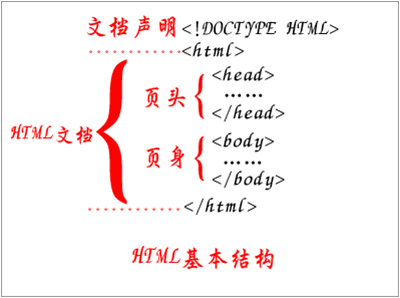 文档声明<!DOCTYPE HTML>
............<html>
<head>
页头 ......
</head>
HTML文档
<body>
页身 ......
</body>
............</html>
HTML基本结构